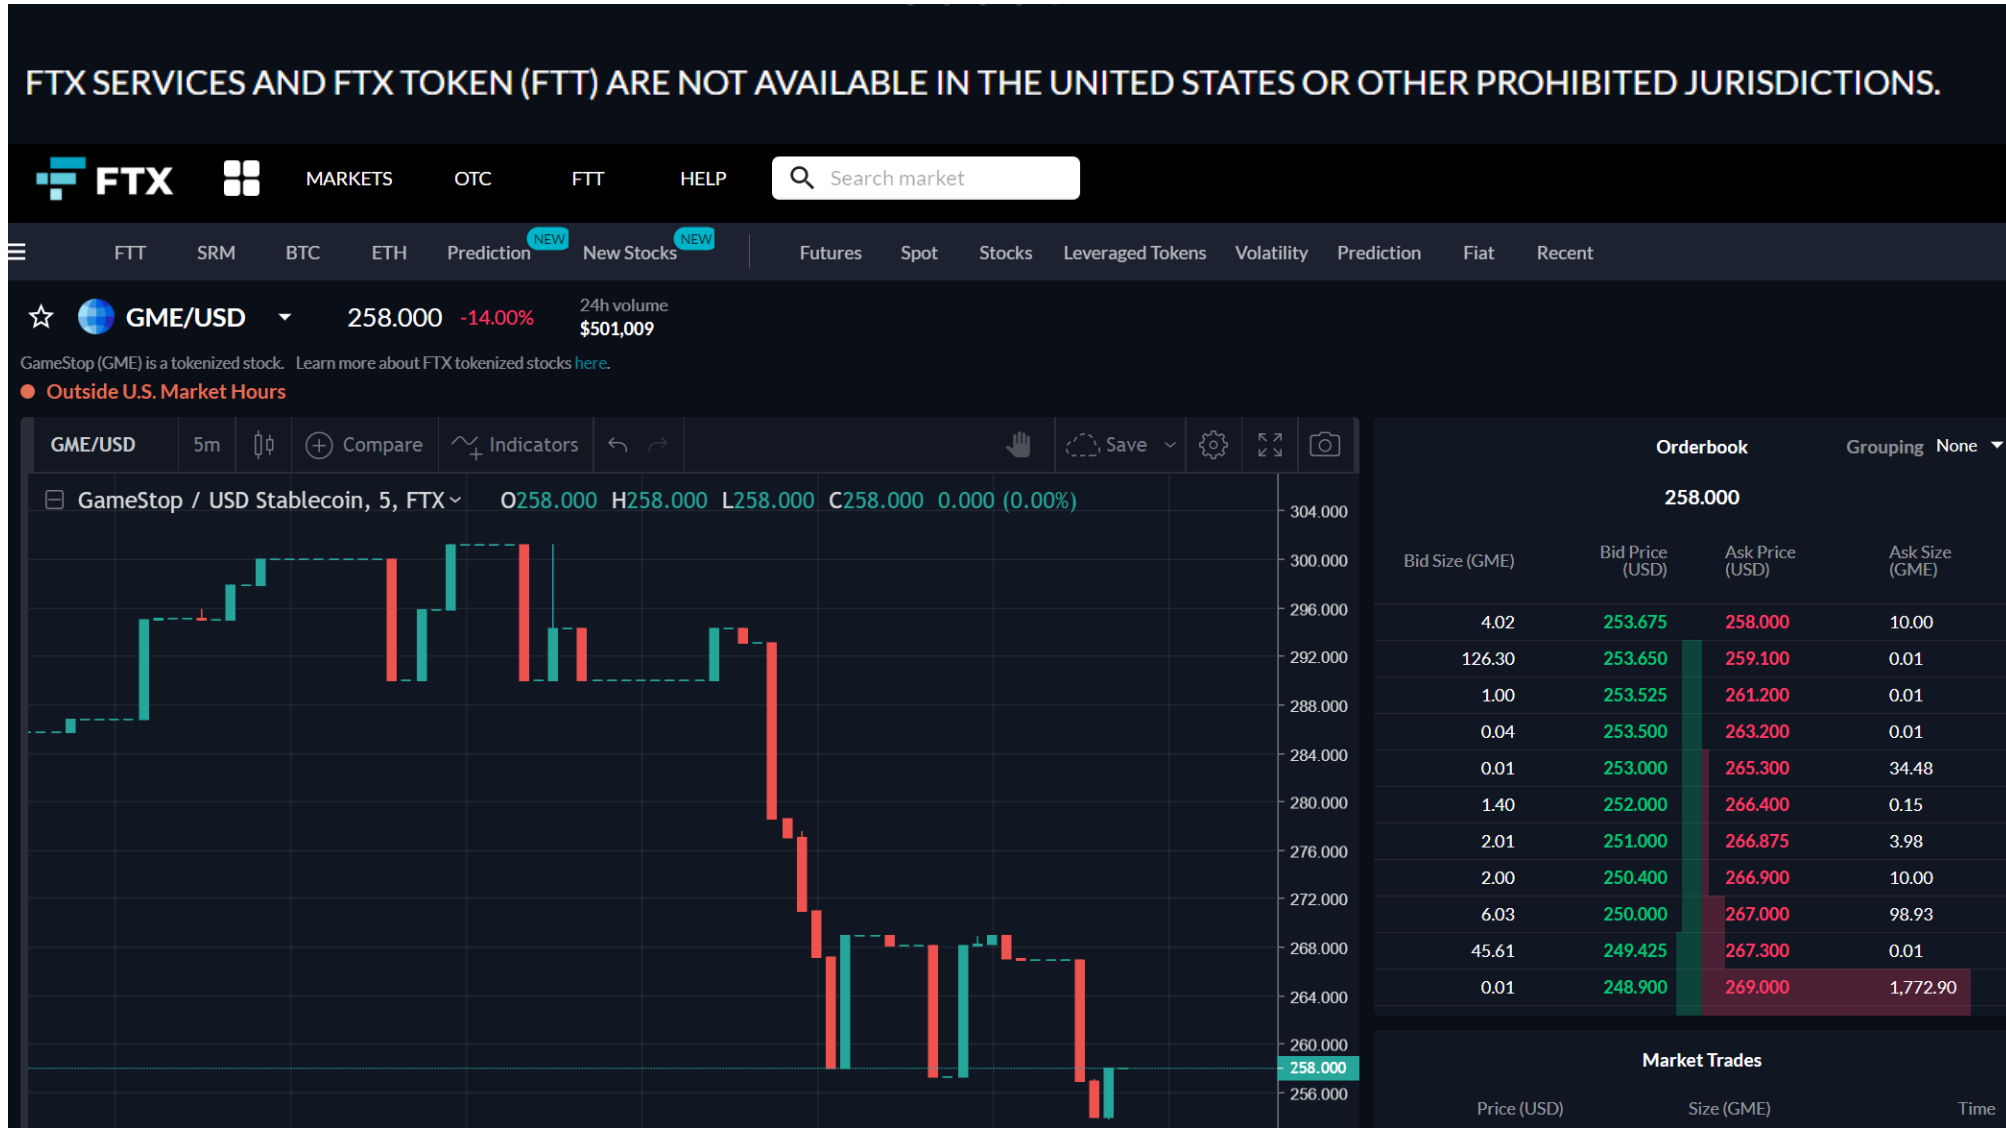 FTX SERVICES AND FTX TOKEN (FTT) ARE NOT AVAILABLE IN THE UNITED STATES OR OTHER PROHIBITED JURISDICTIONS.
FTX MARKETS OTC FTT HELP Search market
FTT SRM BTC ETH Prediction NEW New Stocks NEW Futures Spot Stocks Leveraged Tokens Volatility Prediction Fiat Recent
GME/USD 258.000 -14.00% 24h volume
$501,009
GameStop (GME) is a tokenized stock. Learn more about FTX tokenized stocks here.
Outside U.S. Market Hours
GME/USD 5m Compare Indicators Save
GameStop / USD Stablecoin, 5, FTX O258.000 H258.000 L258.000 C258.000 0.000 (0.00%)
304.000
300.000
296.000
292.000
288.000
284.000
280.000
276.000
272.000
268.000
264.000
260.000
258.000
256.000
Orderbook Grouping None
258.000
Bid Size (GME) Bid Price (USD) Ask Price (USD) Ask Size (GME)
4.02 253.675 258.000 10.00
126.30 253.650 259.100 0.01
1.00 253.525 261.200 0.01
0.04 253.500 263.200 0.01
0.01 253.000 265.300 34.48
1.40 252.000 266.400 0.15
2.01 251.000 266.875 3.98
2.00 250.400 266.900 10.00
6.03 250.000 267.000 98.93
45.61 249.425 267.300 0.01
0.01 248.900 269.000 1,772.90
Market Trades
Price (USD) Size (GME) Time